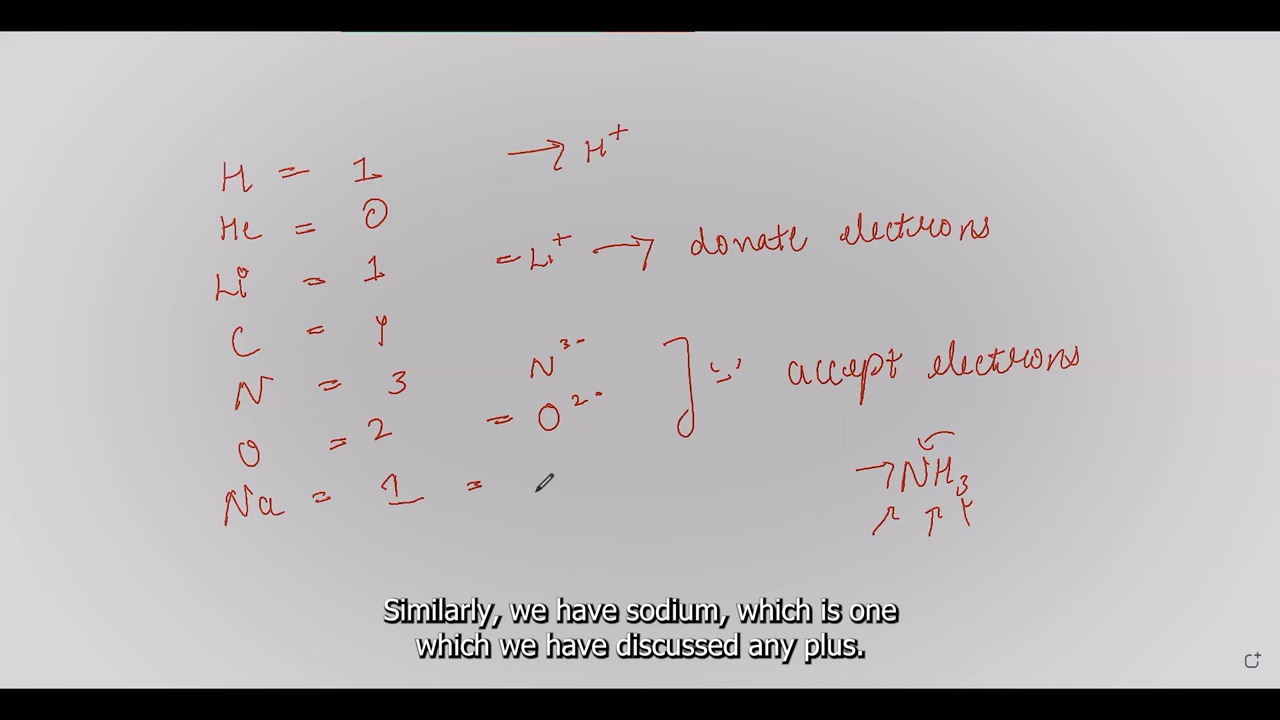 H = 1 → H⁺
He = 0
Li = 1 = Li⁺ → donate electrons
C = 4
N = 3 N³⁻
O = 2 = O²⁻ ] accept electrons
→ NH₃
Na = 1 =
Similarly, we have sodium, which is one
which we have discussed any plus.